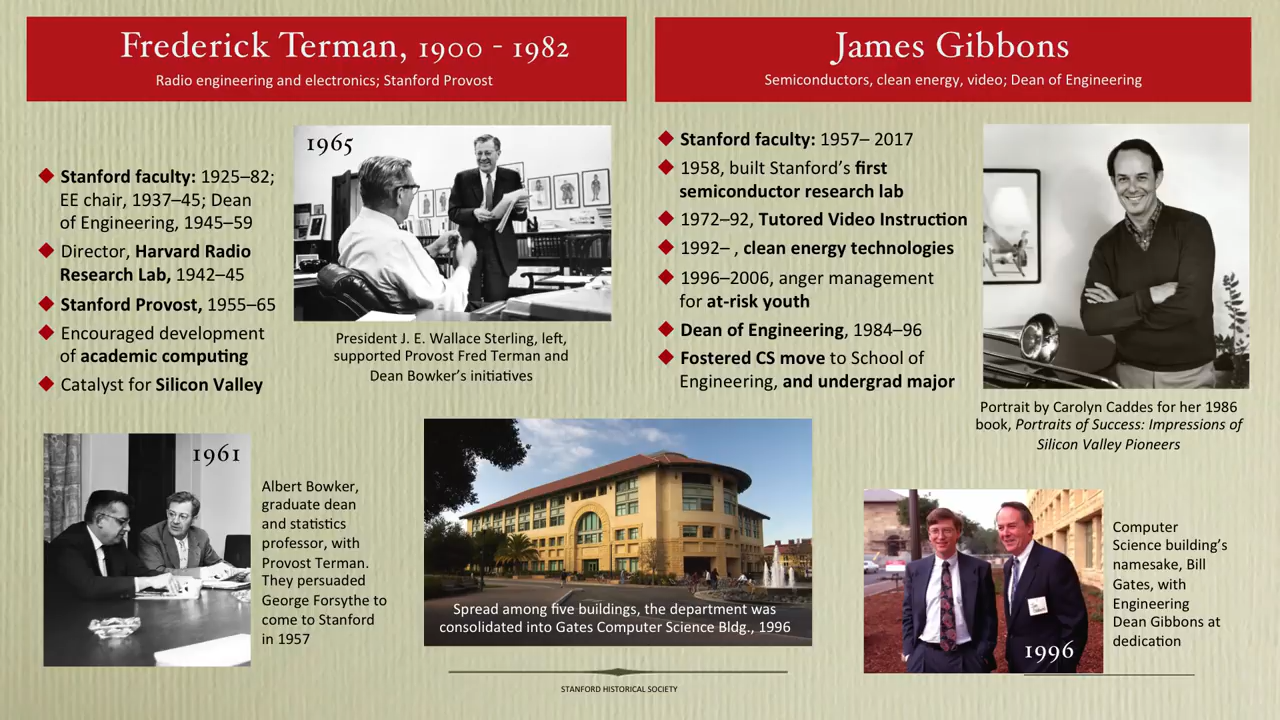 Frederick Terman, 1900 - 1982
Radio engineering and electronics; Stanford Provost
1965
Stanford faculty: 1925–82;
EE chair, 1937–45; Dean
of Engineering, 1945–59
Director, Harvard Radio
Research Lab, 1942–45
Stanford Provost, 1955–65
Encouraged development
of academic computing
Catalyst for Silicon Valley
President J. E. Wallace Sterling, left,
supported Provost Fred Terman and
Dean Bowker's initiatives
1961
Albert Bowker,
graduate dean
and statistics
professor, with
Provost Terman.
They persuaded
George Forsythe to
come to Stanford
in 1957
James Gibbons
Semiconductors, clean energy, video; Dean of Engineering
Stanford faculty: 1957– 2017
1958, built Stanford's first
semiconductor research lab
1972–92, Tutored Video Instruction
1992– , clean energy technologies
1996–2006, anger management
for at-risk youth
Dean of Engineering, 1984–96
Fostered CS move to School of
Engineering, and undergrad major
Portrait by Carolyn Caddes for her 1986
book, Portraits of Success: Impressions of
Silicon Valley Pioneers
Spread among five buildings, the department was
consolidated into Gates Computer Science Bldg., 1996
1996
Computer
Science building's
namesake, Bill
Gates, with
Engineering
Dean Gibbons at
dedication
STANFORD HISTORICAL SOCIETY